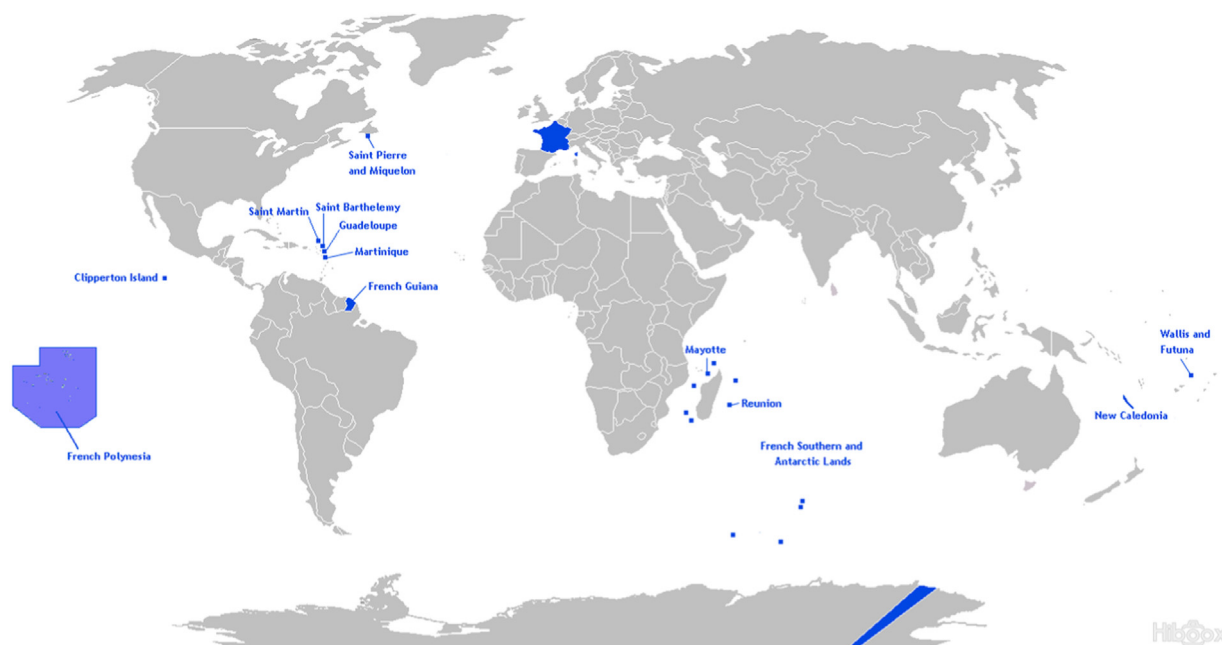 Saint Pierre
and Miquelon
Saint Barthelemy
Saint Martin
Guadeloupe
Martinique
Clipperton Island
French Guiana
Wallis and
Futuna
Mayotte
Reunion
New Caledonia
French Southern and
Antarctic Lands
French Polynesia